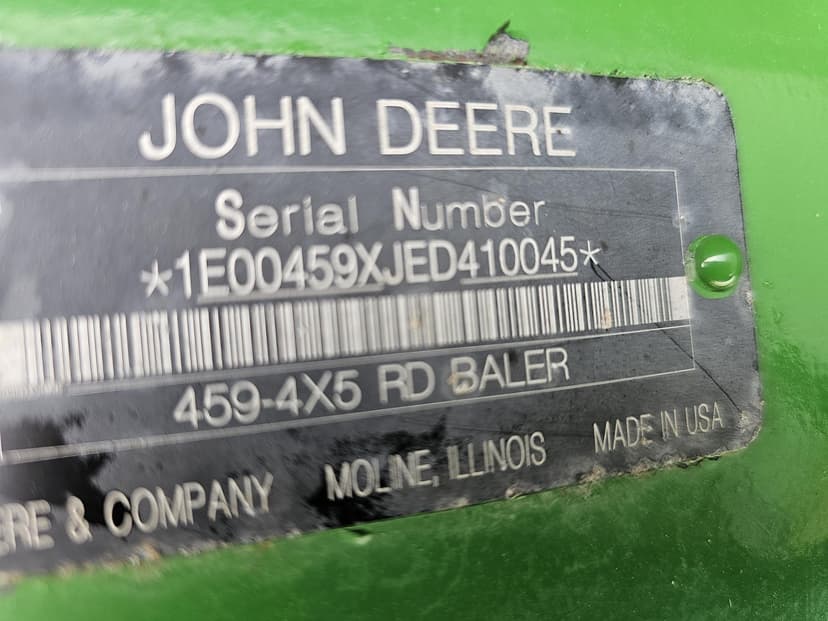 JOHN DEERE
Serial Number
*1E00459XJED410045*
459-4X5 RD BALER
ERE & COMPANY MOLINE, ILLINOIS MADE IN USA